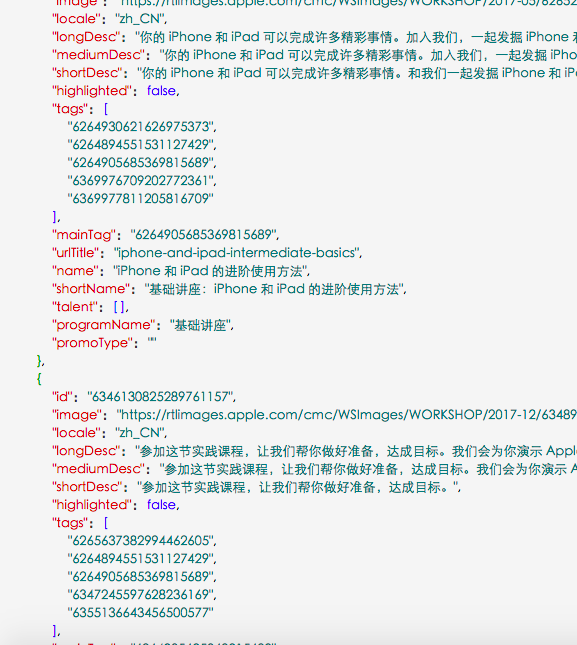 "image": "https://rtlimages.apple.com/cmc/WSImages/WORKSHOP/2017-05/62652
"locale": "zh_CN",
"longDesc": "你的 iPhone 和 iPad 可以完成许多精彩事情。加入我们，一起发掘 iPhone 和
"mediumDesc": "你的 iPhone 和 iPad 可以完成许多精彩事情。加入我们，一起发掘 iPho
"shortDesc": "你的 iPhone 和 iPad 可以完成许多精彩事情。和我们一起发掘 iPhone 和 iPa
"highlighted": false,
"tags": [
"6264930621626975373",
"6264894551531127429",
"6264905685369815689",
"6369976709202772361",
"6369977811205816709"
],
"mainTag": "6264905685369815689",
"urlTitle": "iphone-and-ipad-intermediate-basics",
"name": "iPhone 和 iPad 的进阶使用方法",
"shortName": "基础讲座：iPhone 和 iPad 的进阶使用方法",
"talent": [ ],
"programName": "基础讲座",
"promoType": ""
},
{
"id": "6346130825289761157",
"image": "https://rtlimages.apple.com/cmc/WSImages/WORKSHOP/2017-12/63489
"locale": "zh_CN",
"longDesc": "参加这节实践课程，让我们帮你做好准备，达成目标。我们会为你演示 Apple
"mediumDesc": "参加这节实践课程，让我们帮你做好准备，达成目标。我们会为你演示 A
"shortDesc": "参加这节实践课程，让我们帮你做好准备，达成目标。",
"highlighted": false,
"tags": [
"6265637382994462605",
"6264894551531127429",
"6264905685369815689",
"6347245597628236169",
"6355136643456500577"
],